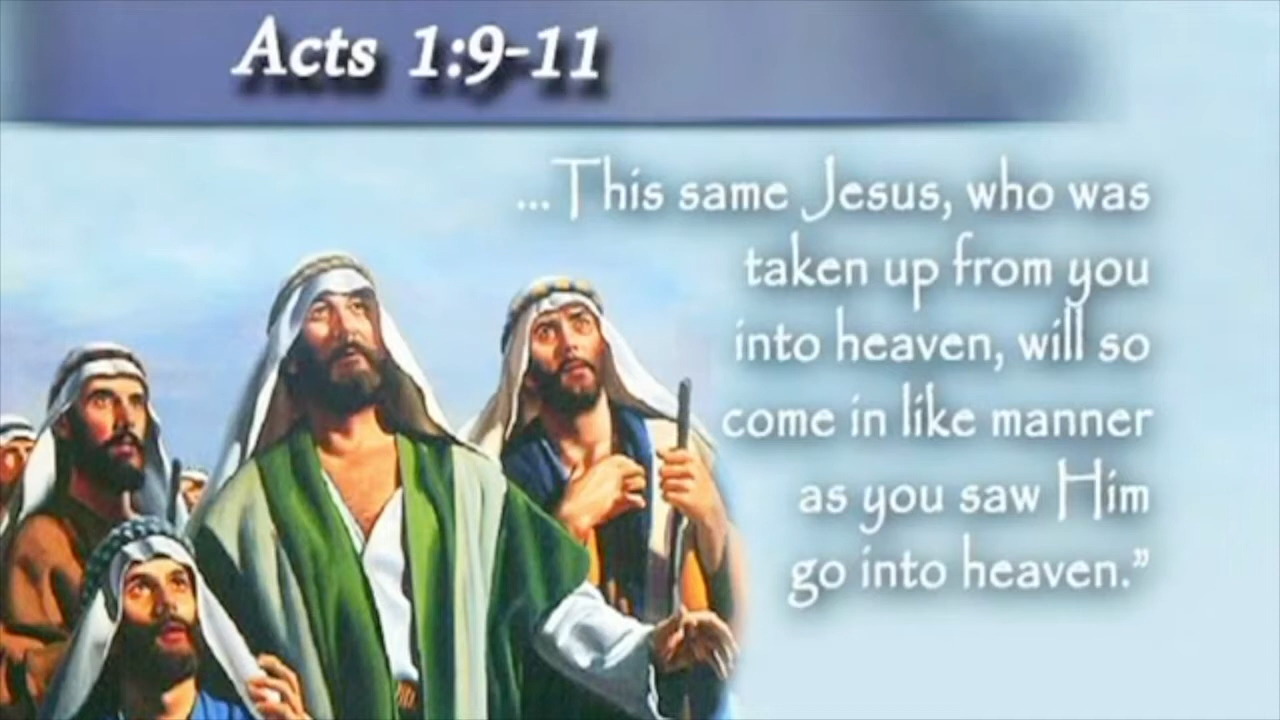 Acts 1:9-11
...This same Jesus, who was
taken up from you
into heaven, will so
come in like manner
as you saw Him
go into heaven.”